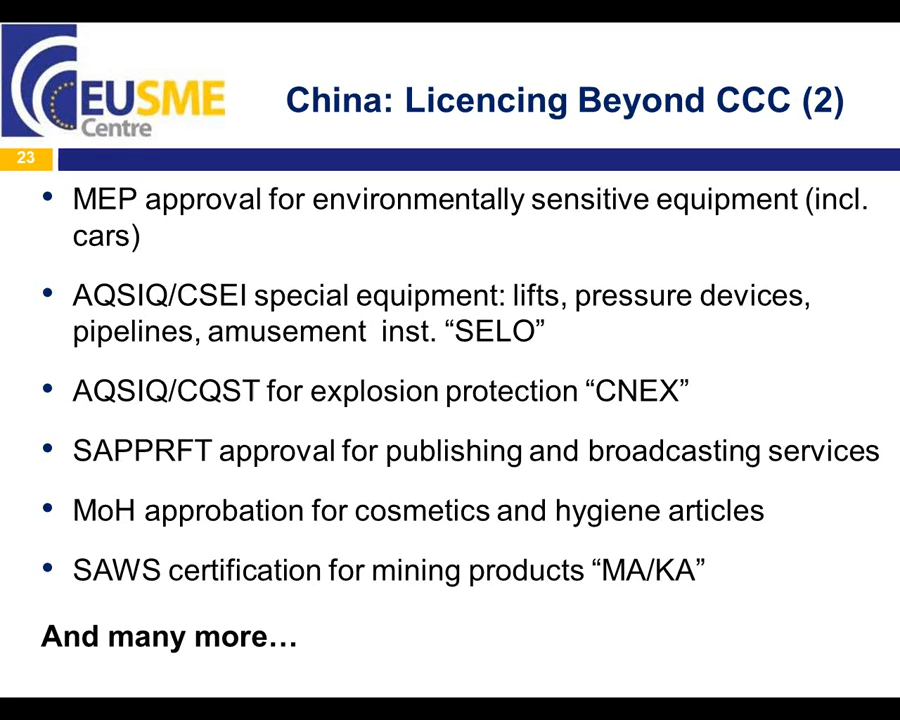 EUSME
Centre
China: Licencing Beyond CCC (2)
23
• MEP approval for environmentally sensitive equipment (incl.
cars)
• AQSIQ/CSEI special equipment: lifts, pressure devices,
pipelines, amusement  inst. “SELO”
• AQSIQ/CQST for explosion protection “CNEX”
• SAPPRFT approval for publishing and broadcasting services
• MoH approbation for cosmetics and hygiene articles
• SAWS certification for mining products “MA/KA”
And many more…